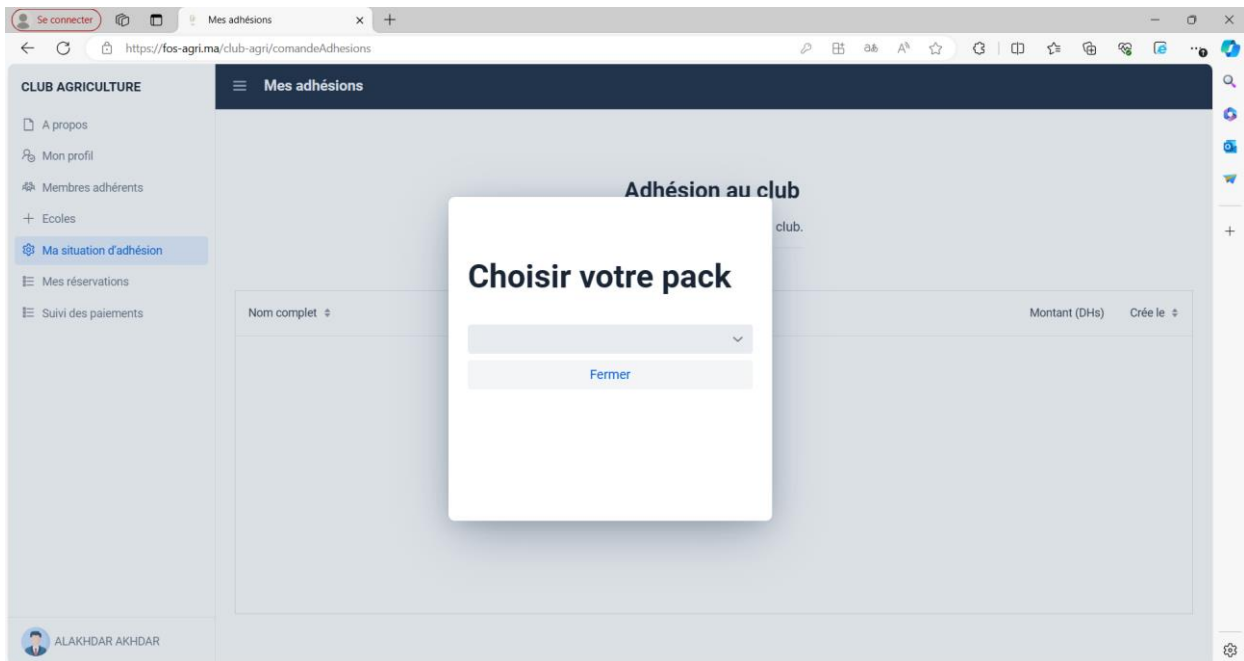 Se connecter
Mes adhésions
https://fos-agri.ma/club-agri/comandeAdhesions
CLUB AGRICULTURE
Mes adhésions
A propos
Mon profil
Membres adhérents
Ecoles
Ma situation d'adhésion
Mes réservations
Suivi des paiements
Adhésion au club
club.
Choisir votre pack
Nom complet
Montant (DHs)
Crée le
Fermer
ALAKHDAR AKHDAR